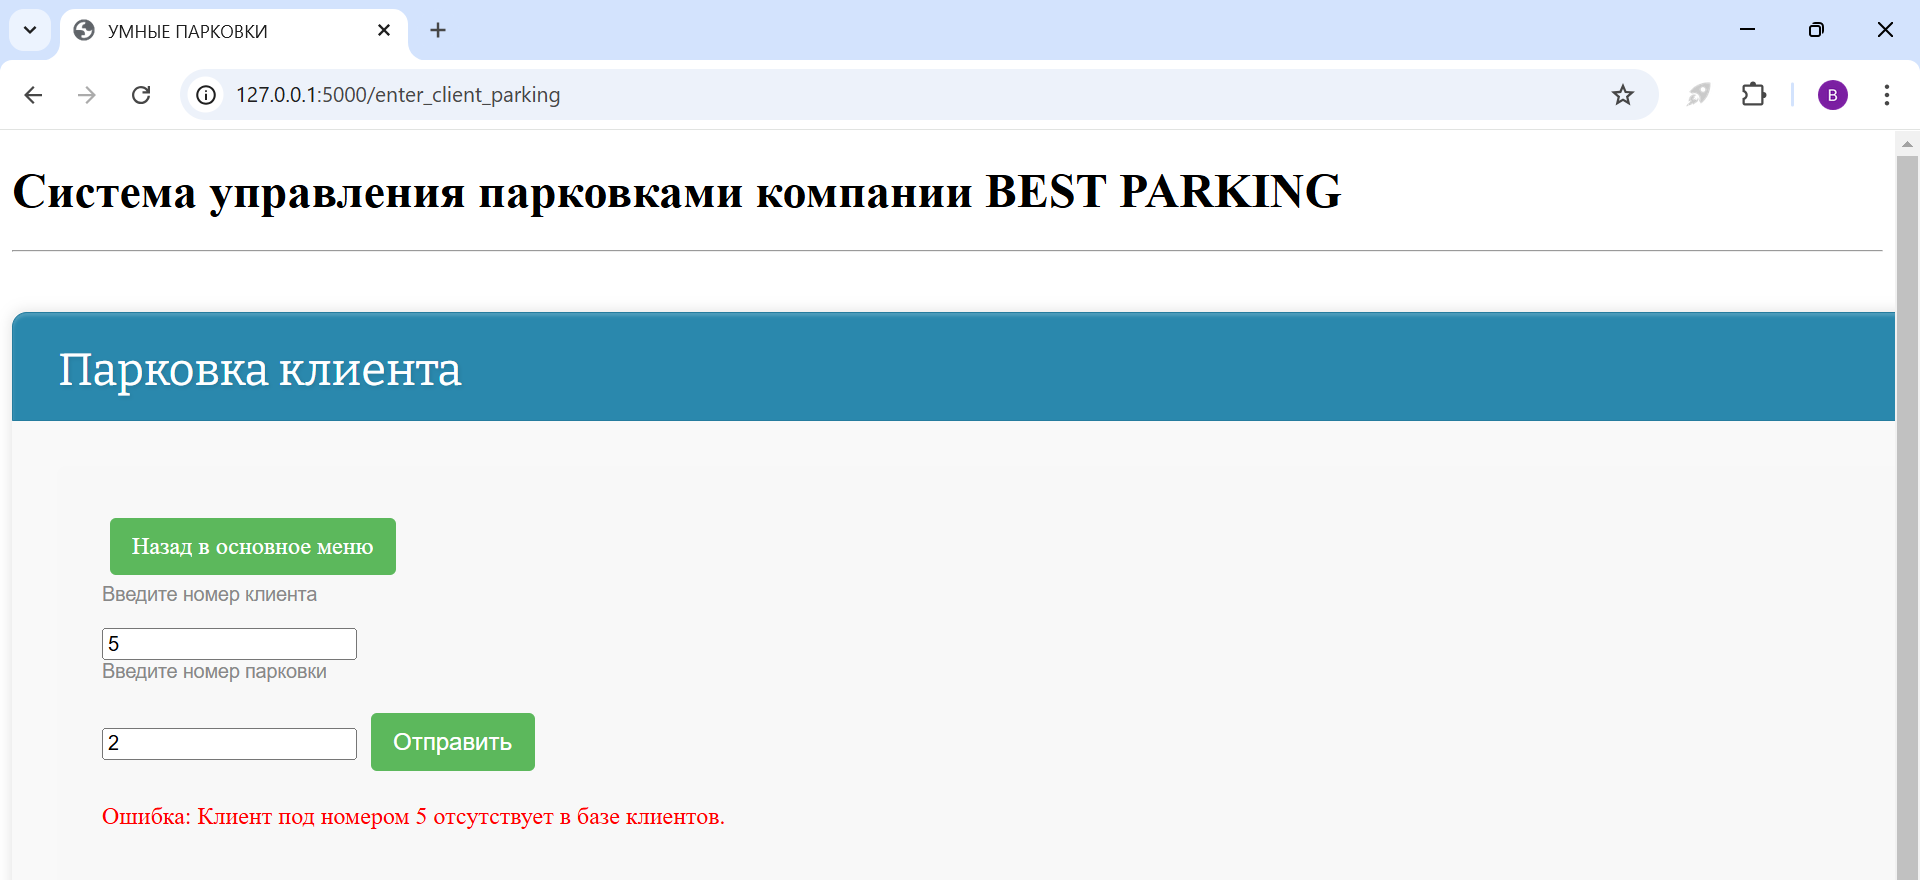 УМНЫЕ ПАРКОВКИ
127.0.0.1:5000/enter_client_parking
B
Система управления парковками компании BEST PARKING
Парковка клиента
Назад в основное меню
Введите номер клиента
5
Введите номер парковки
2 Отправить
Ошибка: Клиент под номером 5 отсутствует в базе клиентов.